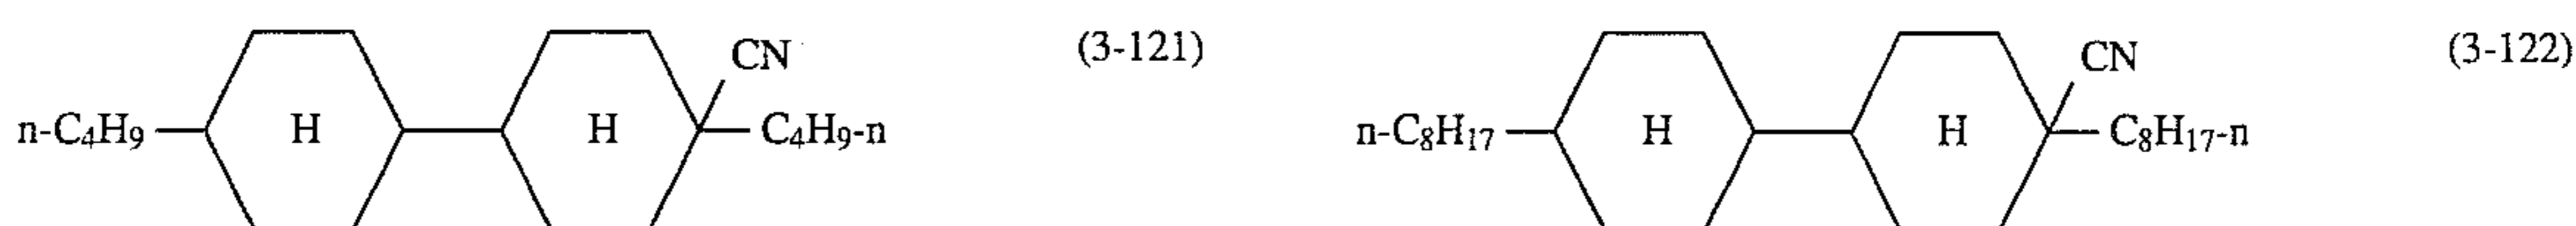 CN (3-121)
n-C4H9 H H C4H9-n
CN (3-122)
n-C8H17 H H C8H17-n